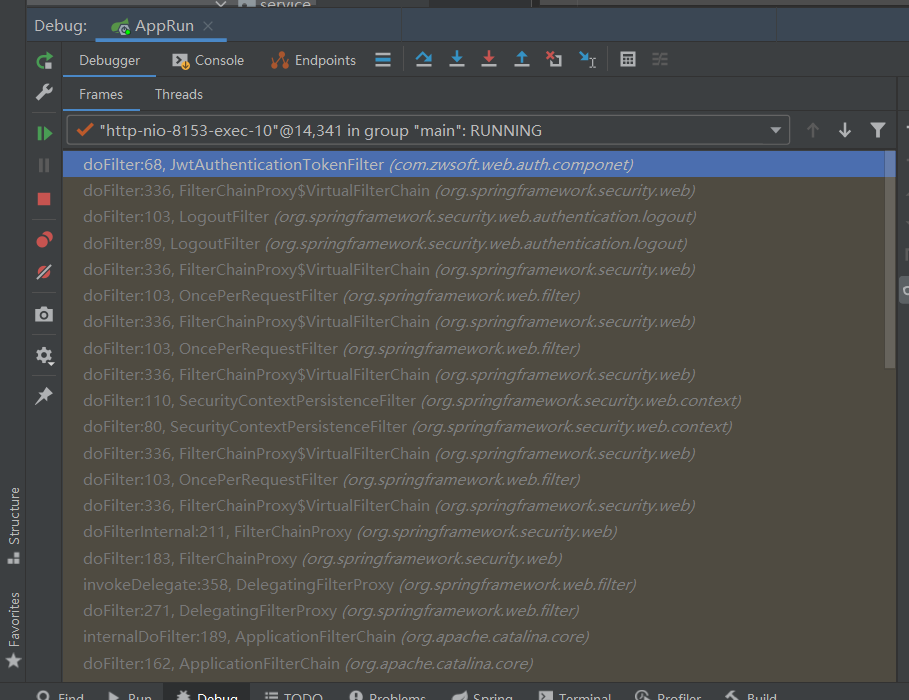 service
Debug: AppRun
Debugger Console Endpoints
Frames Threads
"http-nio-8153-exec-10"@14,341 in group "main": RUNNING
doFilter:68, JwtAuthenticationTokenFilter (com.zwsoft.web.auth.componet)
doFilter:336, FilterChainProxy$VirtualFilterChain (org.springframework.security.web)
doFilter:103, LogoutFilter (org.springframework.security.web.authentication.logout)
doFilter:89, LogoutFilter (org.springframework.security.web.authentication.logout)
doFilter:336, FilterChainProxy$VirtualFilterChain (org.springframework.security.web)
doFilter:103, OncePerRequestFilter (org.springframework.web.filter)
doFilter:336, FilterChainProxy$VirtualFilterChain (org.springframework.security.web)
doFilter:103, OncePerRequestFilter (org.springframework.web.filter)
doFilter:336, FilterChainProxy$VirtualFilterChain (org.springframework.security.web)
doFilter:110, SecurityContextPersistenceFilter (org.springframework.security.web.context)
doFilter:80, SecurityContextPersistenceFilter (org.springframework.security.web.context)
doFilter:336, FilterChainProxy$VirtualFilterChain (org.springframework.security.web)
doFilter:103, OncePerRequestFilter (org.springframework.web.filter)
doFilter:336, FilterChainProxy$VirtualFilterChain (org.springframework.security.web)
doFilterInternal:211, FilterChainProxy (org.springframework.security.web)
doFilter:183, FilterChainProxy (org.springframework.security.web)
invokeDelegate:358, DelegatingFilterProxy (org.springframework.web.filter)
doFilter:271, DelegatingFilterProxy (org.springframework.web.filter)
internalDoFilter:189, ApplicationFilterChain (org.apache.catalina.core)
doFilter:162, ApplicationFilterChain (org.apache.catalina.core)
Structure
Favorites
Find Run Debug TODO Problems Spring Terminal Profiler Build